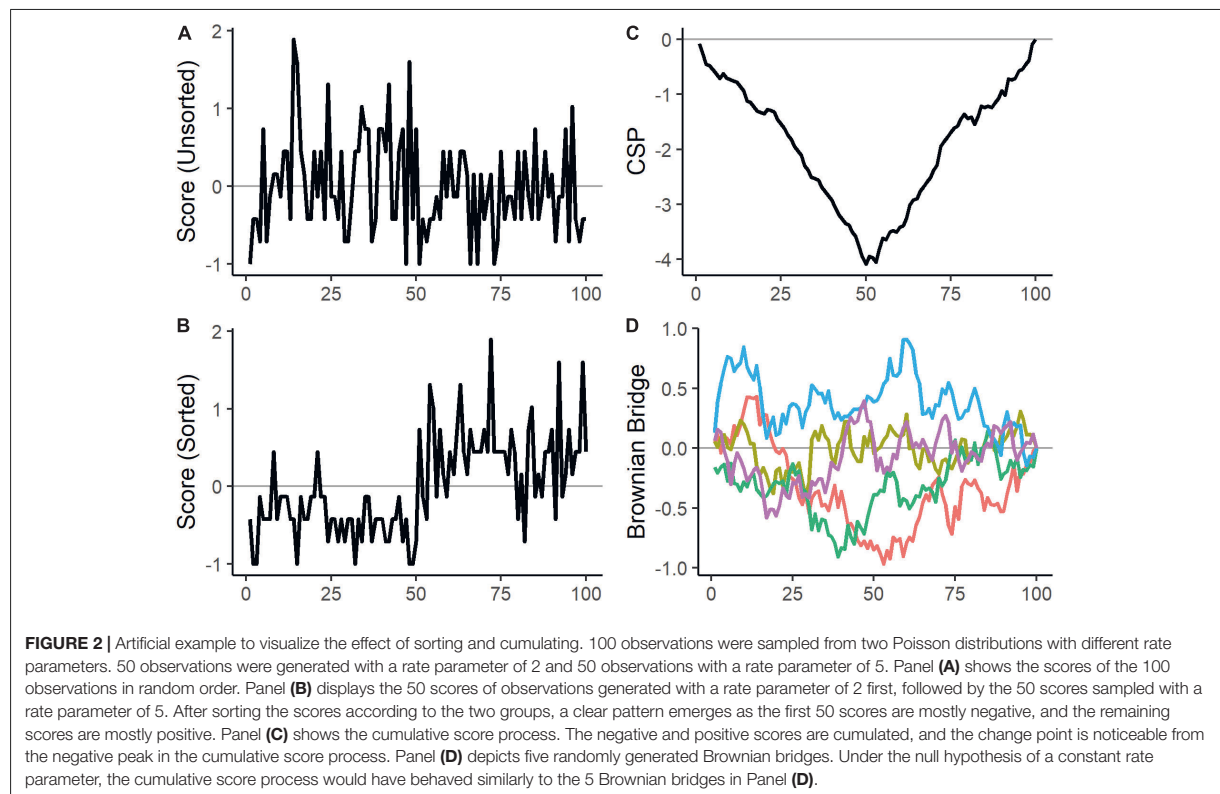 A
Score (Unsorted)
2
1
0
-1
0 25 50 75 100
C
CSP
0
-1
-2
-3
-4
0 25 50 75 100
B
Score (Sorted)
2
1
0
-1
0 25 50 75 100
D
Brownian Bridge
1.0
0.5
0.0
-0.5
-1.0
0 25 50 75 100
FIGURE 2 | Artificial example to visualize the effect of sorting and cumulating. 100 observations were sampled from two Poisson distributions with different rate
parameters. 50 observations were generated with a rate parameter of 2 and 50 observations with a rate parameter of 5. Panel (A) shows the scores of the 100
observations in random order. Panel (B) displays the 50 scores of observations generated with a rate parameter of 2 first, followed by the 50 scores sampled with a
rate parameter of 5. After sorting the scores according to the two groups, a clear pattern emerges as the first 50 scores are mostly negative, and the remaining
scores are mostly positive. Panel (C) shows the cumulative score process. The negative and positive scores are cumulated, and the change point is noticeable from
the negative peak in the cumulative score process. Panel (D) depicts five randomly generated Brownian bridges. Under the null hypothesis of a constant rate
parameter, the cumulative score process would have behaved similarly to the 5 Brownian bridges in Panel (D).